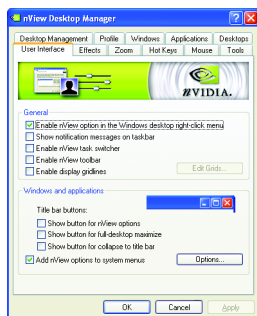 nView Desktop Manager
Desktop Management Profile Windows Applications Desktops
User Interface Effects Zoom Hot Keys Mouse Tools
nVIDIA.
General
Enable nView option in the Windows desktop right-click menu
Show notification messages on taskbar
Enable nView task switcher
Enable nView toolbar
Enable display gridlines
Edit Grids...
Windows and applications
Title bar buttons:
Show button for nView options
Show button for full-desktop maximize
Show button for collapse to title bar
Add nView options to system menus
Options...
OK Cancel Apply